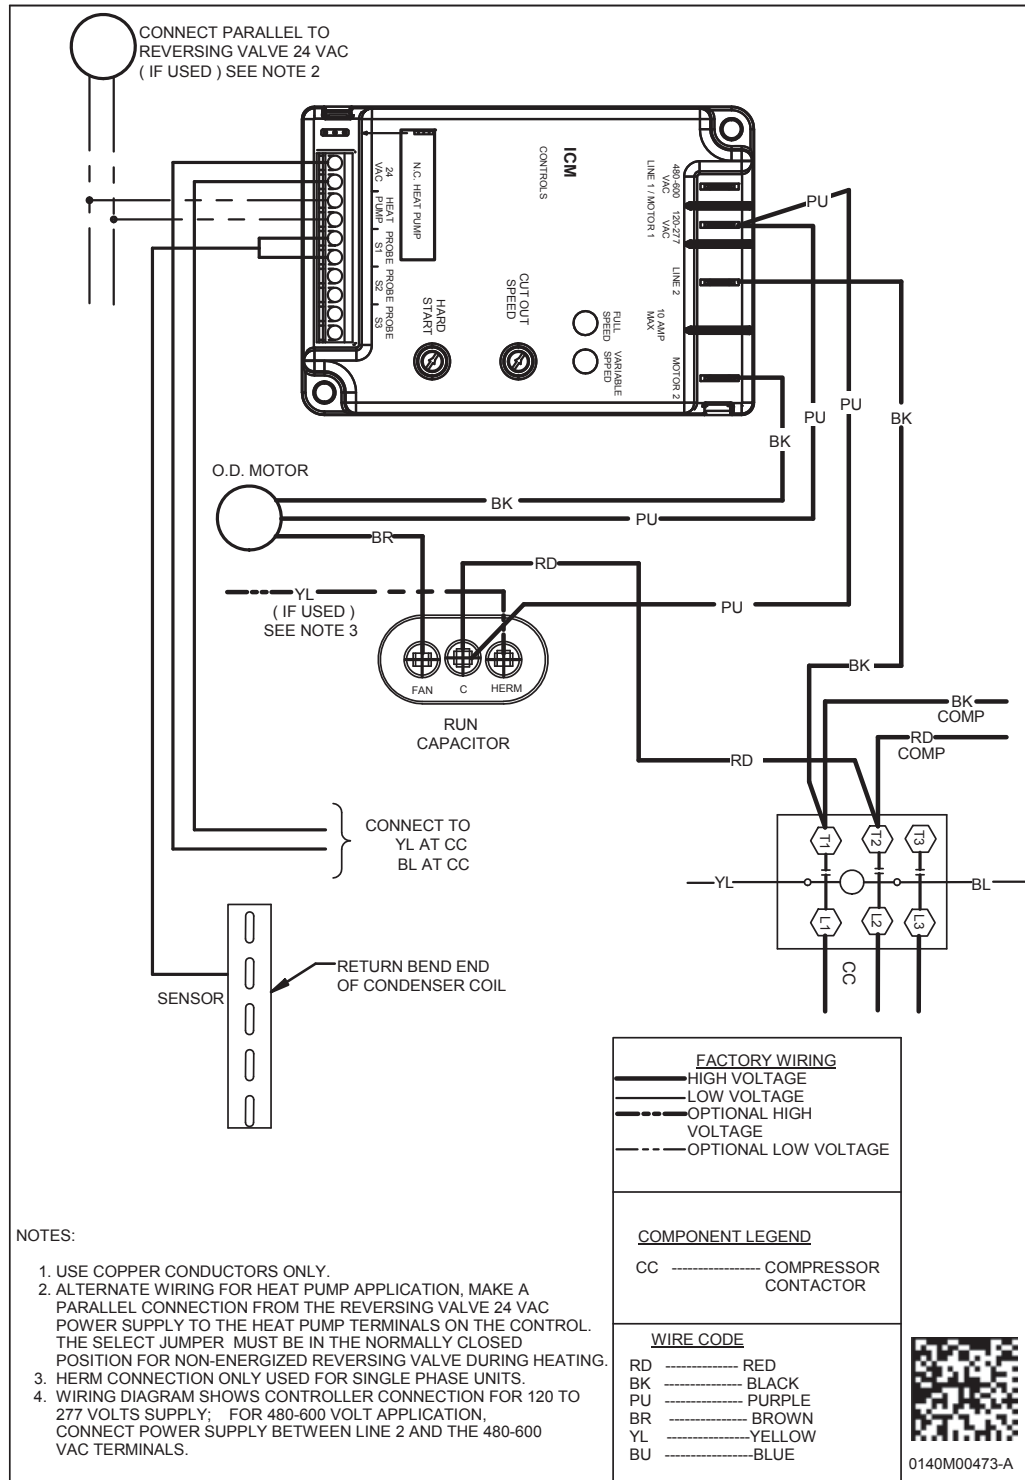 CONNECT PARALLEL TO
REVERSING VALVE 24 VAC
( IF USED ) SEE NOTE 2
24
VAC
HEAT
PUMP
PROBE
S1
PROBE
S2
PROBE
S3
N.C. HEAT PUMP
ICM
CONTROLS
HARD
START
CUT OUT
SPEED
FULL
SPEED
VARIABLE
SPPED
480-600
VAC
LINE 1 / MOTOR 1
120-277
VAC
LINE 2
10 AMP
MAX
MOTOR 2
PU
PU
PU
BK
BK
O.D. MOTOR
BK
PU
BR
RD
YL
( IF USED )
SEE NOTE 3
PU
FAN
C
HERM
RUN
CAPACITOR
BK
BK
COMP
RD
COMP
RD
CONNECT TO
YL AT CC
BL AT CC
T1
T2
T3
YL
BL
L1
L2
L3
CC
SENSOR
RETURN BEND END
OF CONDENSER COIL
FACTORY WIRING
HIGH VOLTAGE
LOW VOLTAGE
OPTIONAL HIGH
VOLTAGE
OPTIONAL LOW VOLTAGE
COMPONENT LEGEND
CC ----------------- COMPRESSOR
CONTACTOR
WIRE CODE
RD -------------- RED
BK --------------- BLACK
PU --------------- PURPLE
BR --------------- BROWN
YL ----------------YELLOW
BU -----------------BLUE
NOTES:
1. USE COPPER CONDUCTORS ONLY.
2. ALTERNATE WIRING FOR HEAT PUMP APPLICATION, MAKE A
PARALLEL CONNECTION FROM THE REVERSING VALVE 24 VAC
POWER SUPPLY TO THE HEAT PUMP TERMINALS ON THE CONTROL.
THE SELECT JUMPER MUST BE IN THE NORMALLY CLOSED
POSITION FOR NON-ENERGIZED REVERSING VALVE DURING HEATING.
3. HERM CONNECTION ONLY USED FOR SINGLE PHASE UNITS.
4. WIRING DIAGRAM SHOWS CONTROLLER CONNECTION FOR 120 TO
277 VOLTS SUPPLY; FOR 480-600 VOLT APPLICATION,
CONNECT POWER SUPPLY BETWEEN LINE 2 AND THE 480-600
VAC TERMINALS.
0140M00473-A